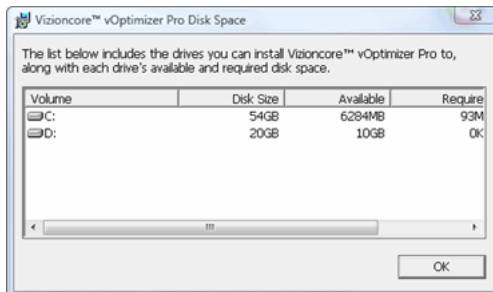 Vizioncore™ vOptimizer Pro Disk Space
The list below includes the drives you can install Vizioncore™ vOptimizer Pro to,
along with each drive's available and required disk space.
Volume Disk Size Available Require
C: 54GB 6284MB 93M
D: 20GB 10GB 0K
OK